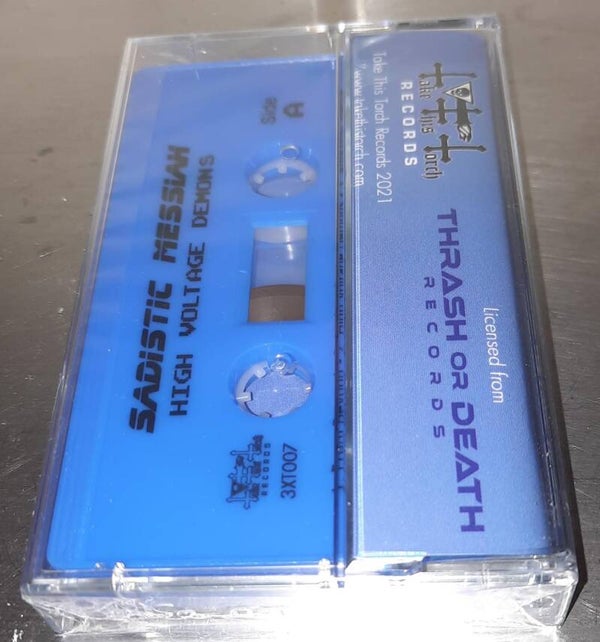 SADISTIC MESSIAH
HIGH VOLTAGE DEMONS
Side
A
RECORDS
3XT007
Take This Torch
RECORDS
Take This Torch Records 2021
www.takethistorch.com
Licensed from
THRASH OR DEATH
RECORDS